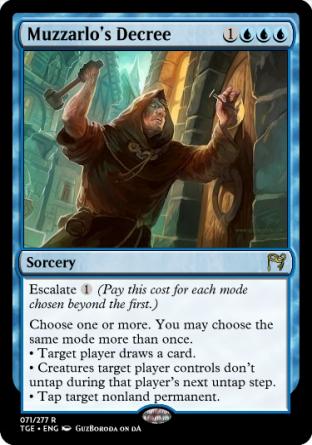 Muzzarlo's Decree 1
Sorcery
Escalate 1 (Pay this cost for each mode
chosen beyond the first.)
Choose one or more. You may choose the
same mode more than once.
• Target player draws a card.
• Creatures target player controls don't
untap during that player's next untap step.
• Tap target nonland permanent.
071/277 R
TGE • ENG GuzBoroda on dA